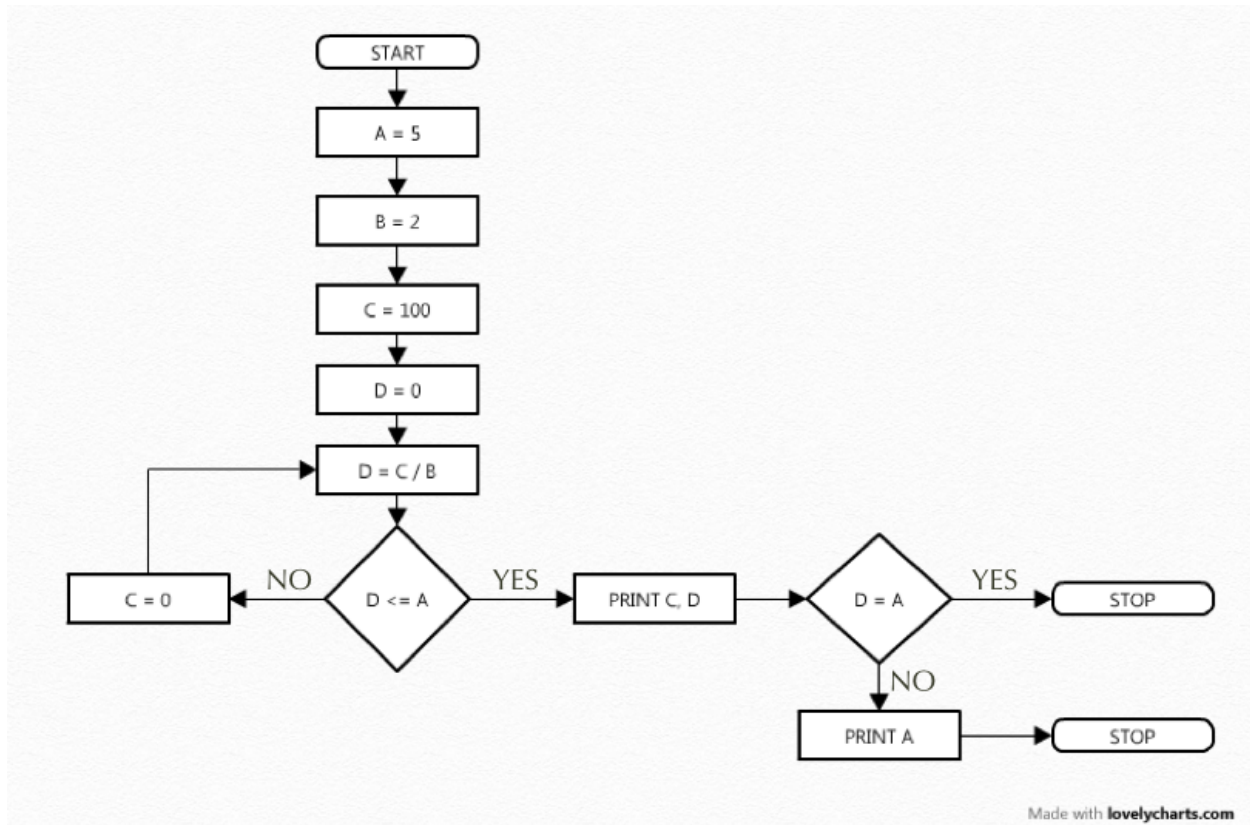 START
A = 5
B = 2
C = 100
D = 0
D = C / B
D <= A
NO
C = 0
YES
PRINT C, D
D = A
YES
STOP
NO
PRINT A
STOP
Made with lovelycharts.com